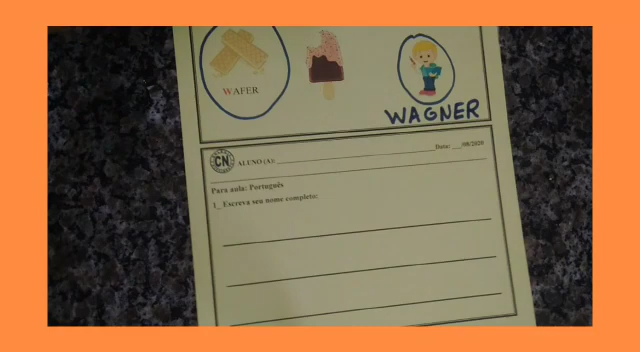 WAFER
WAGNER
CN ALUNO (A): Data: ___/08/2020
Para aula: Português
1_ Escreva seu nome completo: